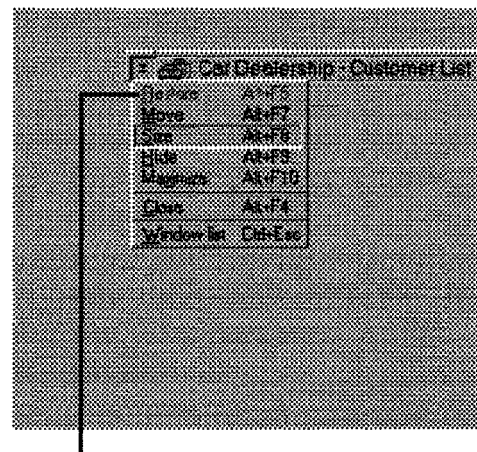 Car Dealership - Customer List
Restore Alt+F5
Move Alt+F7
Size Alt+F8
Hide Alt+F9
Maximize Alt+F10
Close Alt+F4
Window list Ctrl+Esc